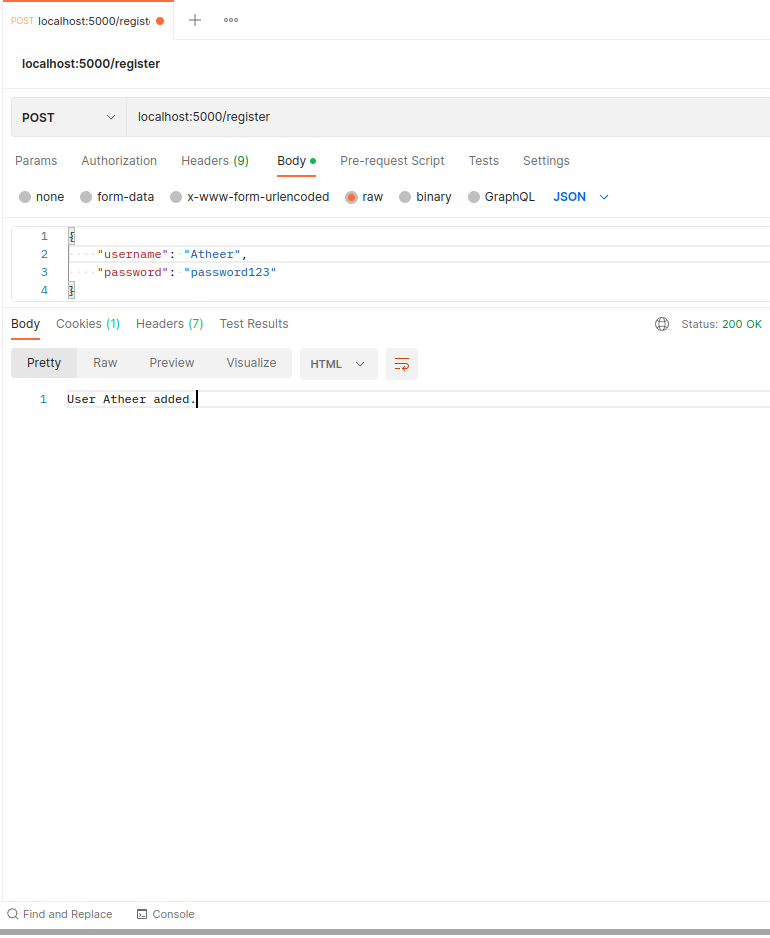 POST localhost:5000/regist
localhost:5000/register
POST localhost:5000/register
Params Authorization Headers (9) Body Pre-request Script Tests Settings
none form-data x-www-form-urlencoded raw binary GraphQL JSON
1 {
2 "username": "Atheer",
3 "password": "password123"
4 }
Body Cookies (1) Headers (7) Test Results Status: 200 OK
Pretty Raw Preview Visualize HTML
1 User Atheer added.
Find and Replace Console